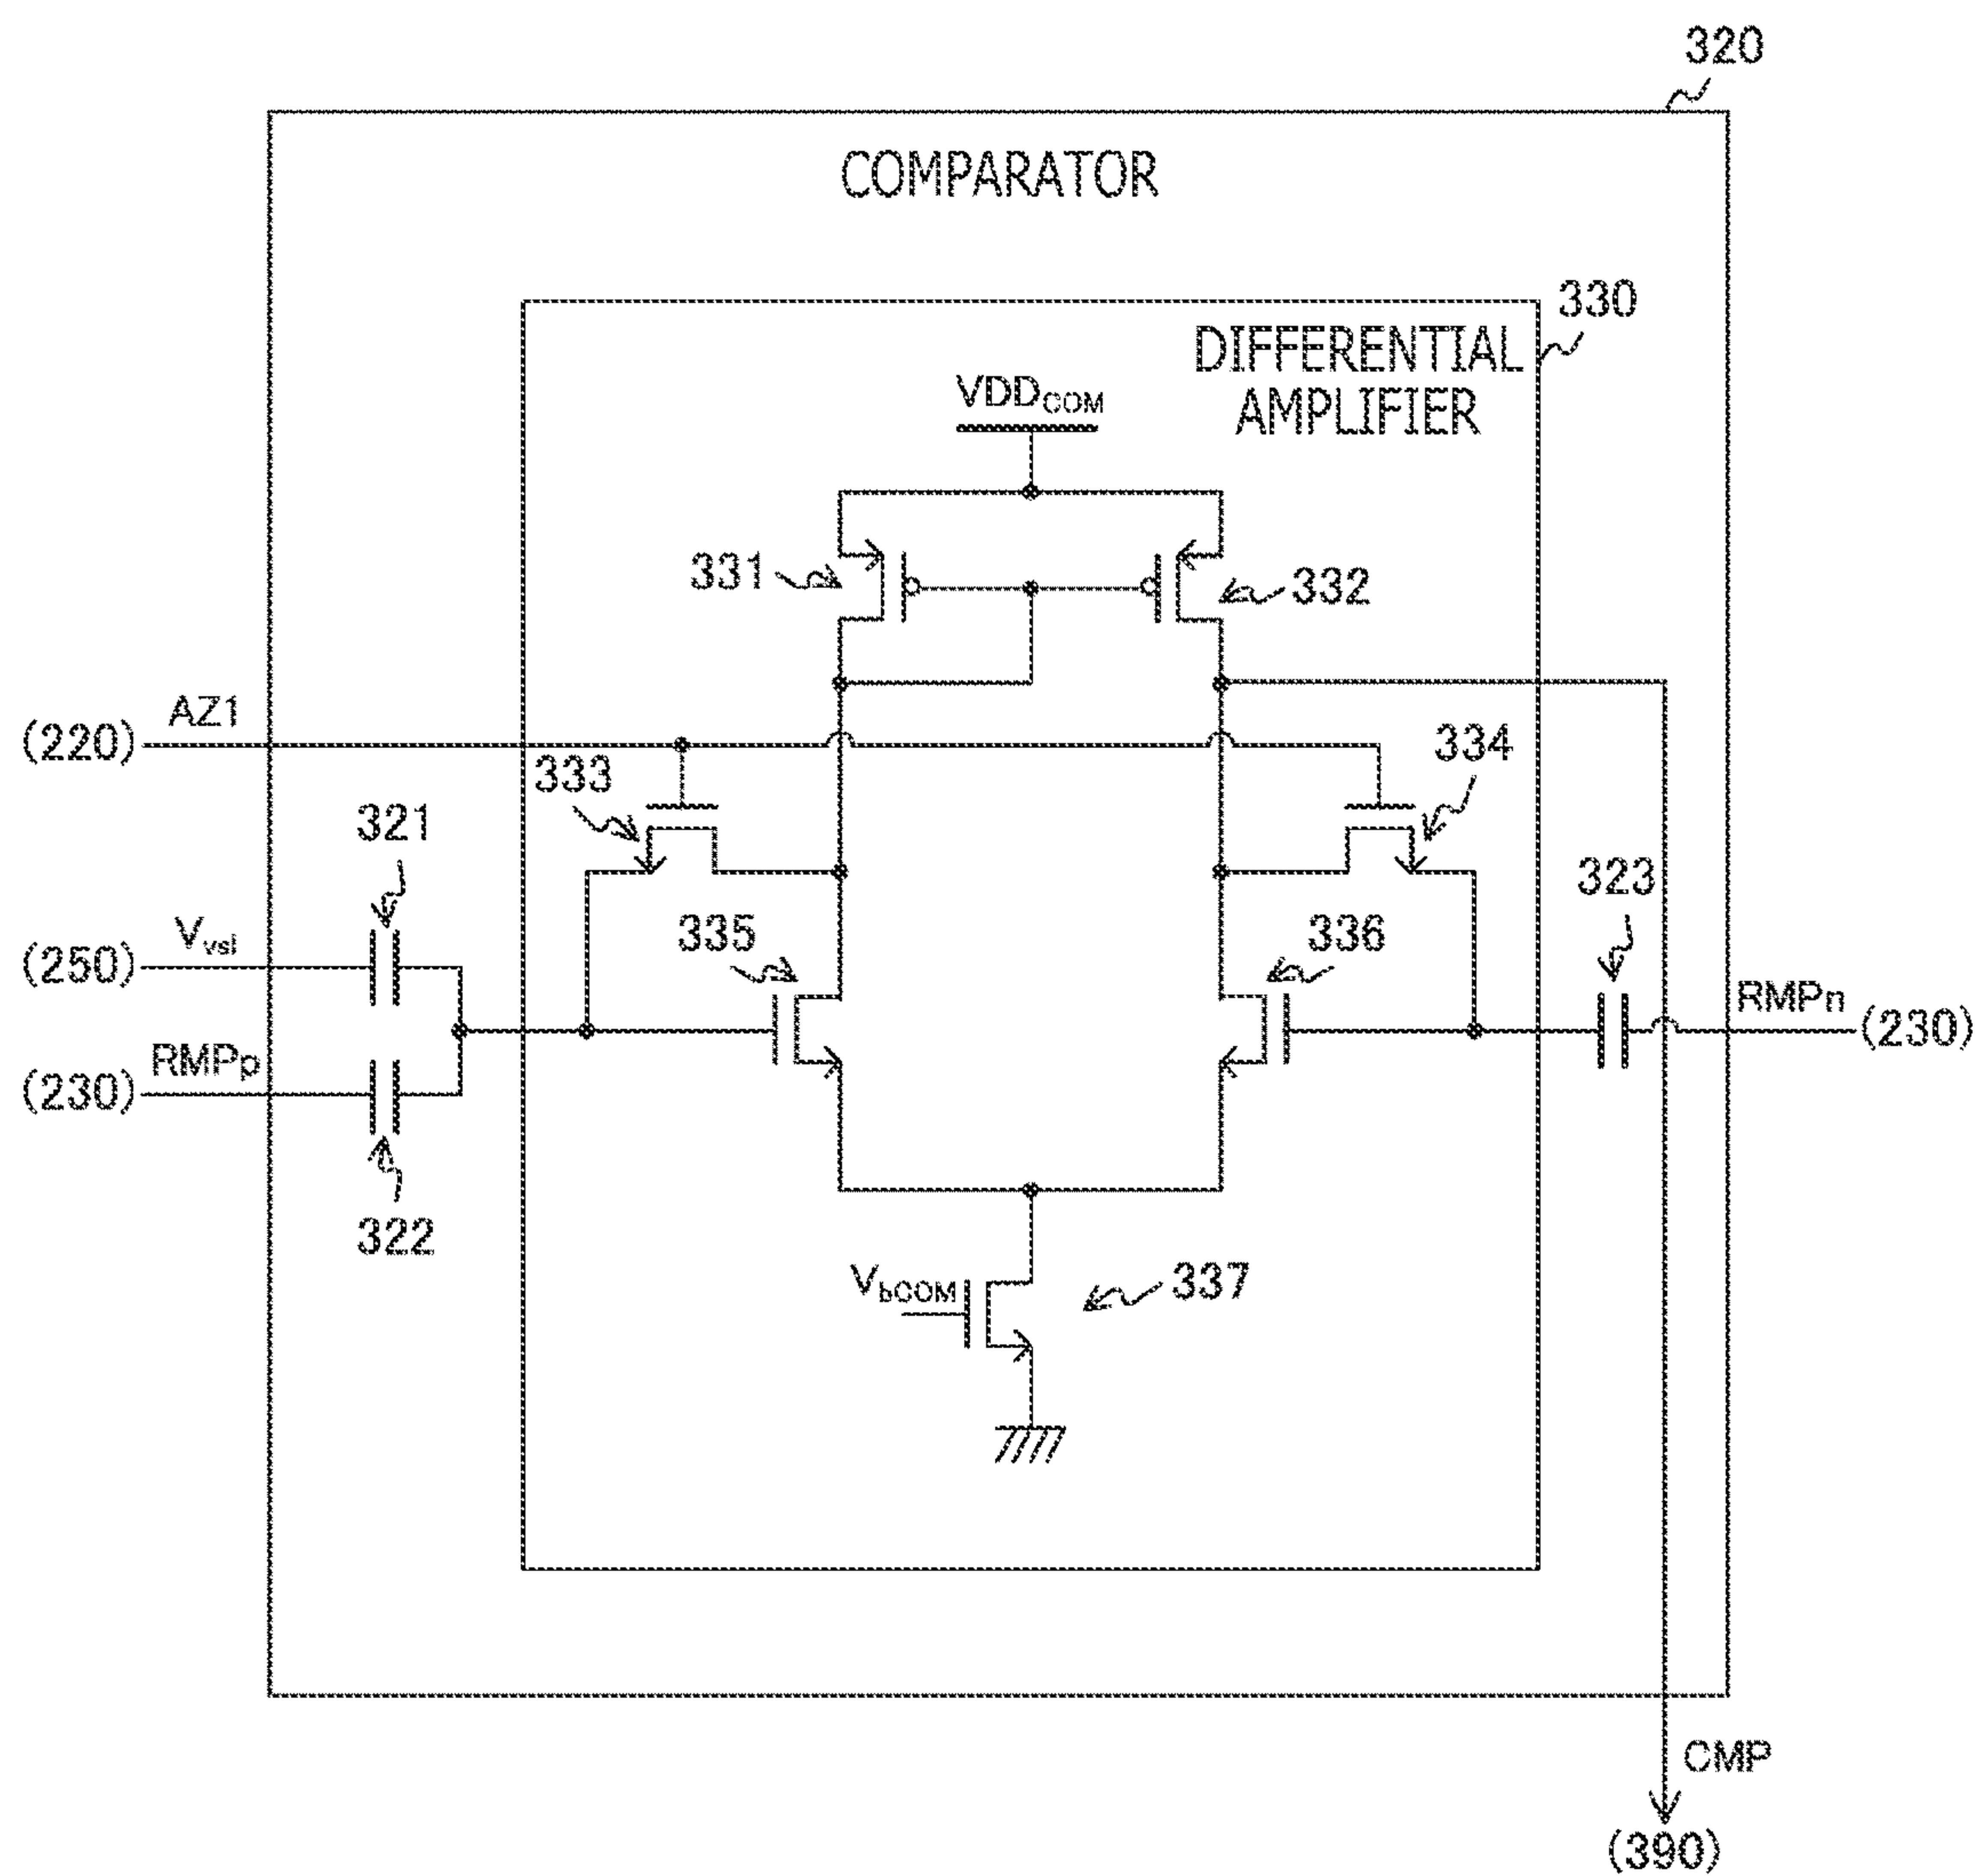 320
COMPARATOR
330
DIFFERENTIAL
AMPLIFIER
VDDCOM
331
332
AZ1
(220)
333
334
321
323
Vvsl
(250)
335
336
RMPn
(230)
RMPp
(230)
322
VbCOM
337
CMP
(390)